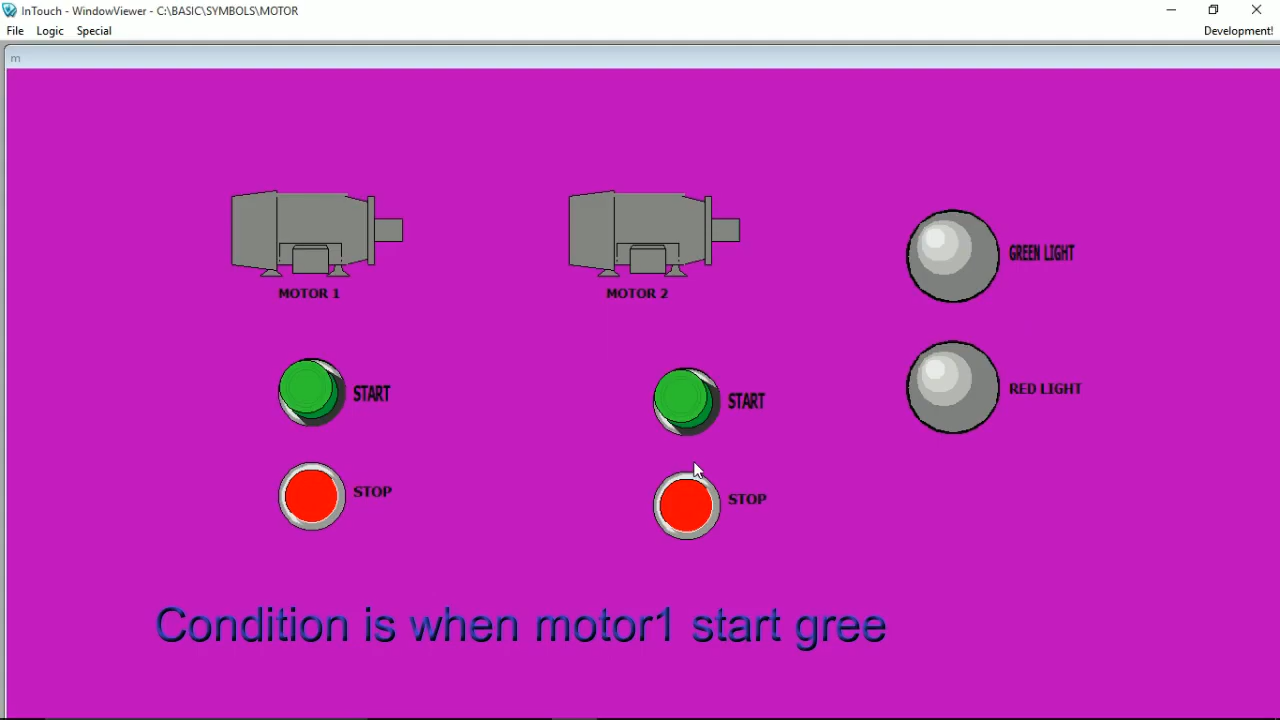 InTouch - WindowViewer - C:\BASIC\SYMBOLS\MOTOR
File Logic Special
Development!
m
MOTOR 1
MOTOR 2
GREEN LIGHT
RED LIGHT
START
START
STOP
STOP
Condition is when motor1 start gree